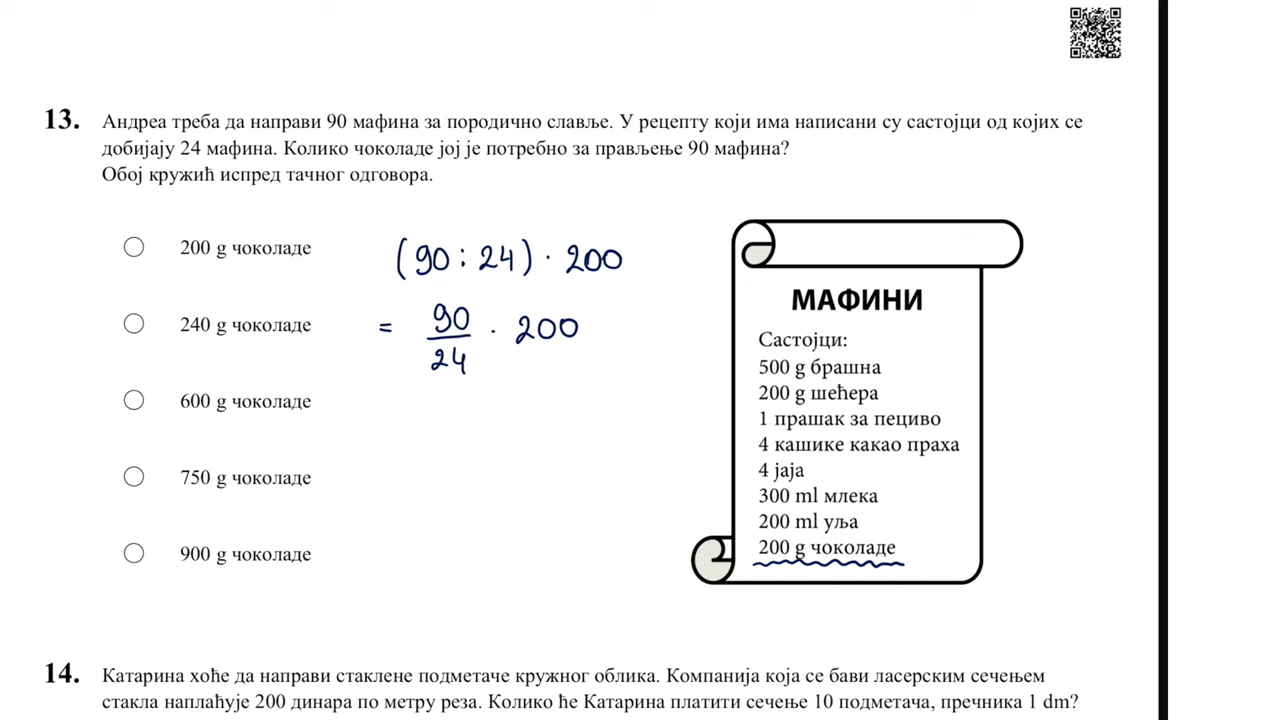 13. Андреа треба да направи 90 мафина за породично славље. У рецепту који има написани су састојци од којих се
добијају 24 мафина. Колико чоколаде јој је потребно за прављење 90 мафина?
Обој кружић испред тачног одговора.
200 g чоколаде
240 g чоколаде
600 g чоколаде
750 g чоколаде
900 g чоколаде
(90 : 24) · 200
= 90/24 · 200
МАФИНИ
Састојци:
500 g брашна
200 g шећера
1 прашак за пециво
4 кашике какао праха
4 јаја
300 ml млека
200 ml уља
200 g чоколаде
14. Катарина хоће да направи стаклене подметаче кружног облика. Компанија која се бави ласерским сечењем
стакла наплаћује 200 динара по метру реза. Колико ће Катарина платити сечење 10 подметача, пречника 1 dm?